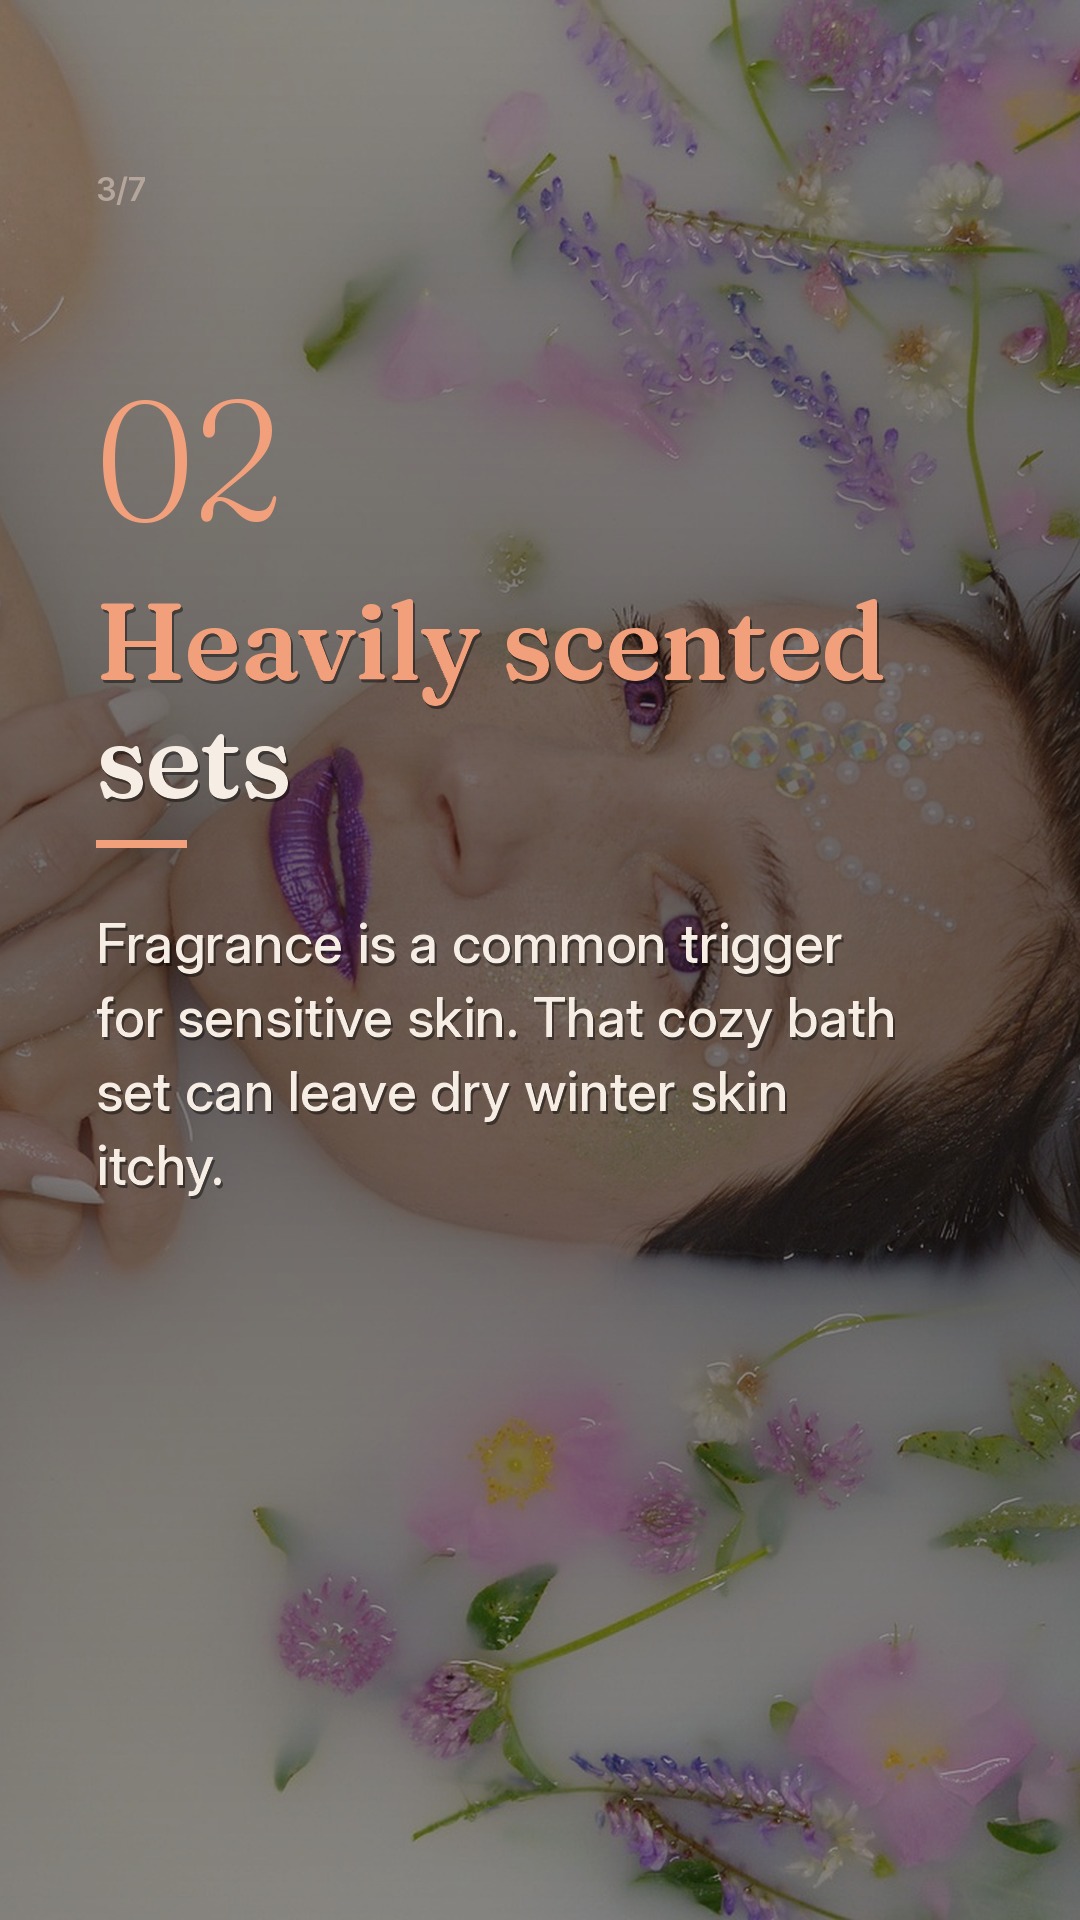 3/7
02
Heavily scented
sets
Fragrance is a common trigger
for sensitive skin. That cozy bath
set can leave dry winter skin
itchy.